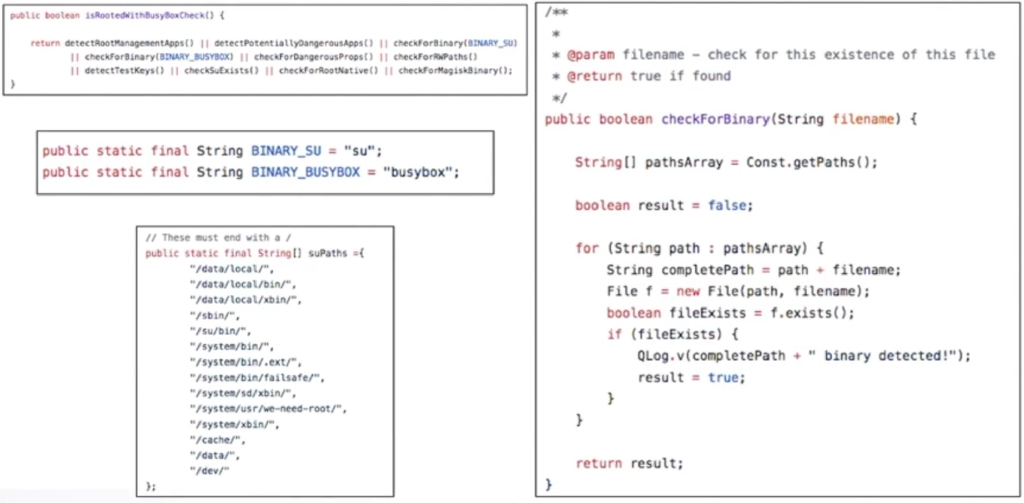 public boolean isRootedWithBusyBoxCheck() {
return detectRootManagementApps() || detectPotentiallyDangerousApps() || checkForBinary(BINARY_SU)
|| checkForBinary(BINARY_BUSYBOX) || checkForDangerousProps() || checkForRWPaths()
|| detectTestKeys() || checkSuExists() || checkForRootNative() || checkForMagiskBinary();
}
public static final String BINARY_SU = "su";
public static final String BINARY_BUSYBOX = "busybox";
// These must end with a /
public static final String[] suPaths ={
"/data/local/",
"/data/local/bin/",
"/data/local/xbin/",
"/sbin/",
"/su/bin/",
"/system/bin/",
"/system/bin/.ext/",
"/system/bin/failsafe/",
"/system/sd/xbin/",
"/system/usr/we-need-root/",
"/system/xbin/",
"/cache/",
"/data/",
"/dev/"
};
/**
*
* @param filename - check for this existence of this file
* @return true if found
*/
public boolean checkForBinary(String filename) {
String[] pathsArray = Const.getPaths();
boolean result = false;
for (String path : pathsArray) {
String completePath = path + filename;
File f = new File(path, filename);
boolean fileExists = f.exists();
if (fileExists) {
QLog.v(completePath + " binary detected!");
result = true;
}
}
return result;
}